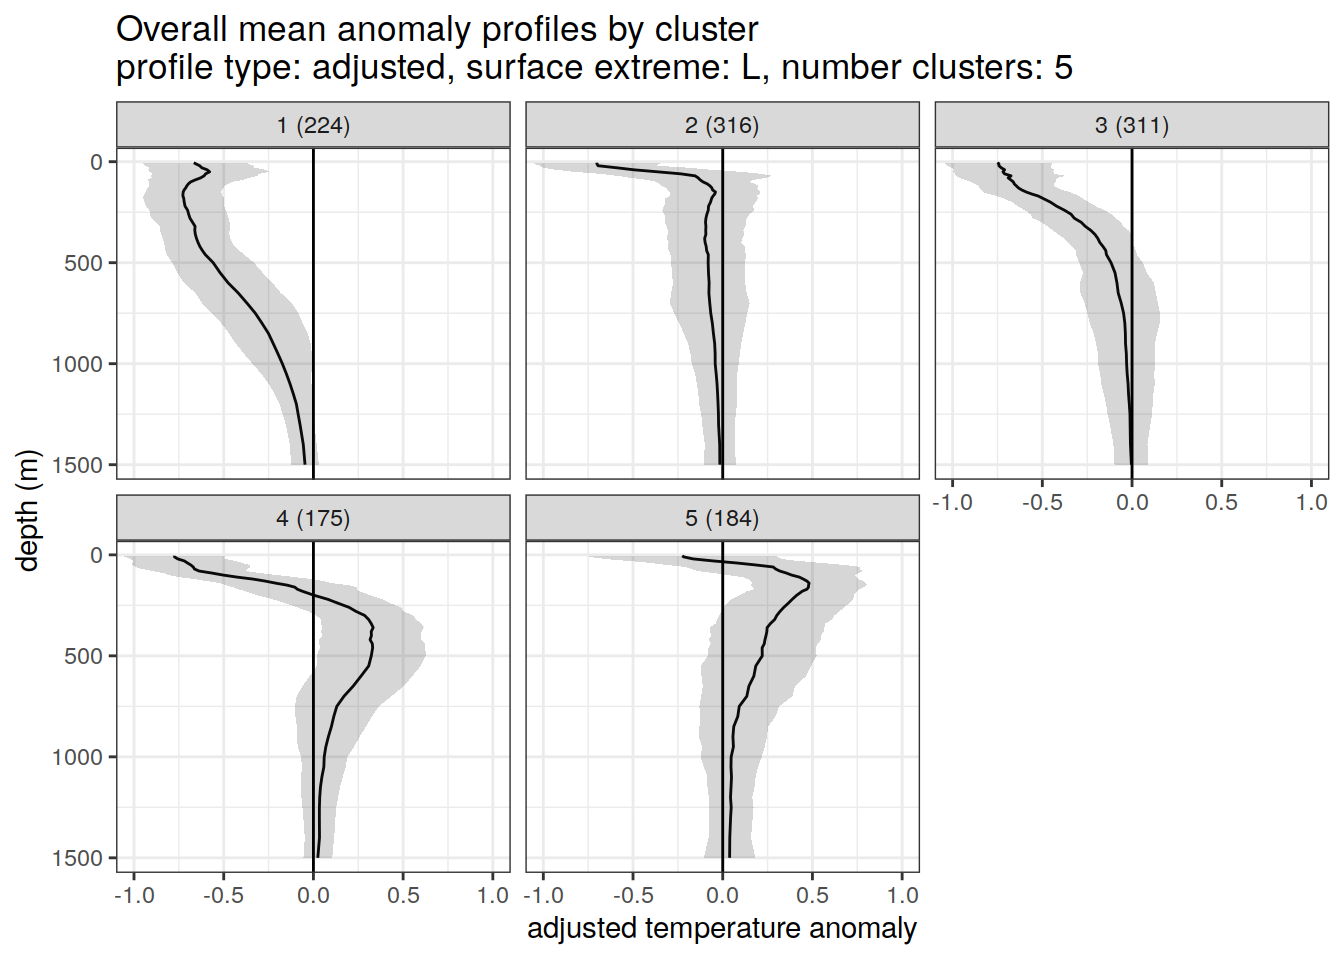 Overall mean anomaly profiles by cluster
profile type: adjusted, surface extreme: L, number clusters: 5
1 (224)
2 (316)
3 (311)
0
500
1000
1500
-1.0 -0.5 0.0 0.5 1.0
4 (175)
5 (184)
0
500
1000
1500
-1.0 -0.5 0.0 0.5 1.0
-1.0 -0.5 0.0 0.5 1.0
depth (m)
adjusted temperature anomaly